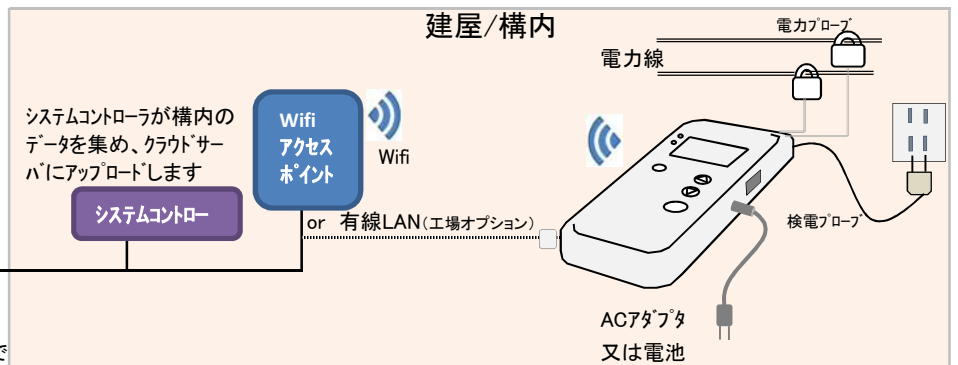 建屋/構内
電力プローブ
電力線
システムコントローラが構内の
データを集め、クラウドサー
バにアップロードします
Wifi
アクセス
ポイント
Wifi
システムコントロー
or 有線LAN(工場オプション)
検電プローブ
ACアダプタ
又は電池
で